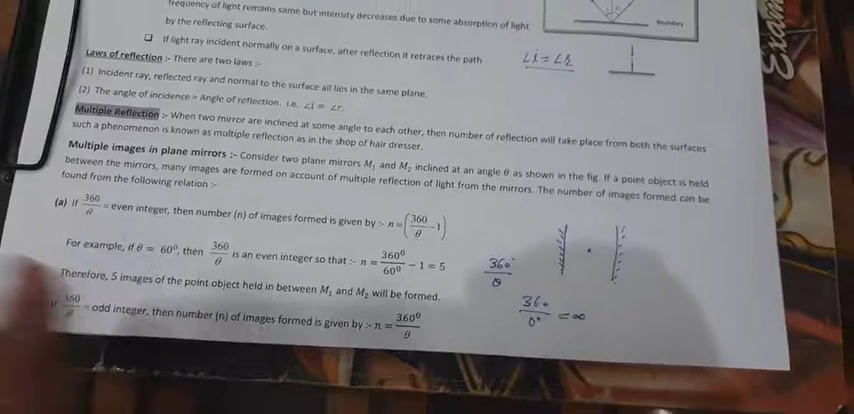 frequency of light remains same but intensity decreases due to some absorption of light
by the reflecting surface.
❑ If light ray incident normally on a surface, after reflection it retraces the path
Laws of reflection :- There are two laws :-
(1) Incident ray, reflected ray and normal to the surface all lies in the same plane.
(2) The angle of incidence = Angle of reflection. i.e. ∠i = ∠r.
Multiple Reflection :- When two mirror are inclined at some angle to each other, then number of reflection will take place from both the surfaces
such a phenomenon is known as multiple reflection as in the shop of hair dresser.
Multiple images in plane mirrors :- Consider two plane mirrors M₁ and M₂ inclined at an angle θ as shown in the fig. If a point object is held
between the mirrors, many images are formed on account of multiple reflection of light from the mirrors. The number of images formed can be
found from the following relation :-
(a) If 360/θ = even integer, then number (n) of images formed is given by :- n = (360/θ − 1)
For example, if θ = 60⁰, then 360/θ is an even integer so that :- n = 360⁰/60⁰ − 1 = 5
Therefore, 5 images of the point object held in between M₁ and M₂ will be formed.
If 360/θ = odd integer, then number (n) of images formed is given by :- n = 360⁰/θ
Boundary
∠i = ∠r
360°/θ
360/0° = ∞
Exam